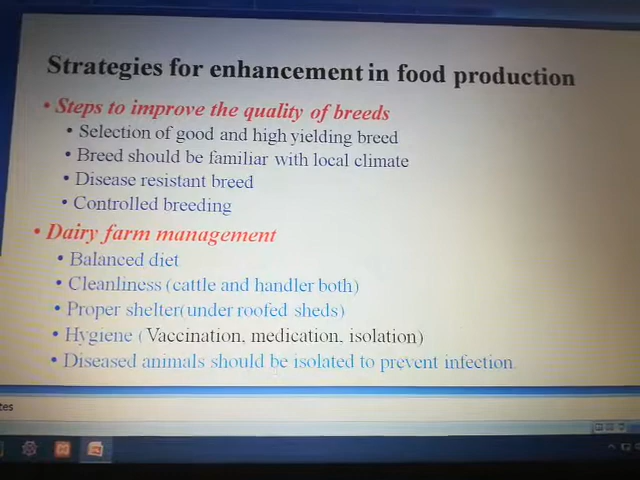 Strategies for enhancement in food production
• Steps to improve the quality of breeds
• Selection of good and high yielding breed
• Breed should be familiar with local climate
• Disease resistant breed
• Controlled breeding
• Dairy farm management
• Balanced diet
• Cleanliness (cattle and handler both)
• Proper shelter(under roofed sheds)
• Hygiene (Vaccination, medication, isolation)
• Diseased animals should be isolated to prevent infection
tes